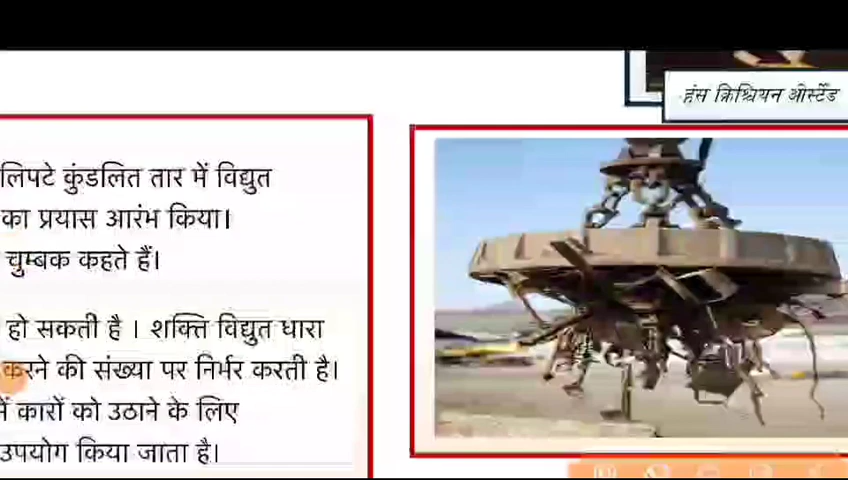 हंस क्रिश्चियन ओर्स्टेड
लिपटे कुंडलित तार में विद्युत
का प्रयास आरंभ किया।
चुम्बक कहते हैं।
हो सकती है । शक्ति विद्युत धारा
करने की संख्या पर निर्भर करती है।
में कारों को उठाने के लिए
उपयोग किया जाता है।